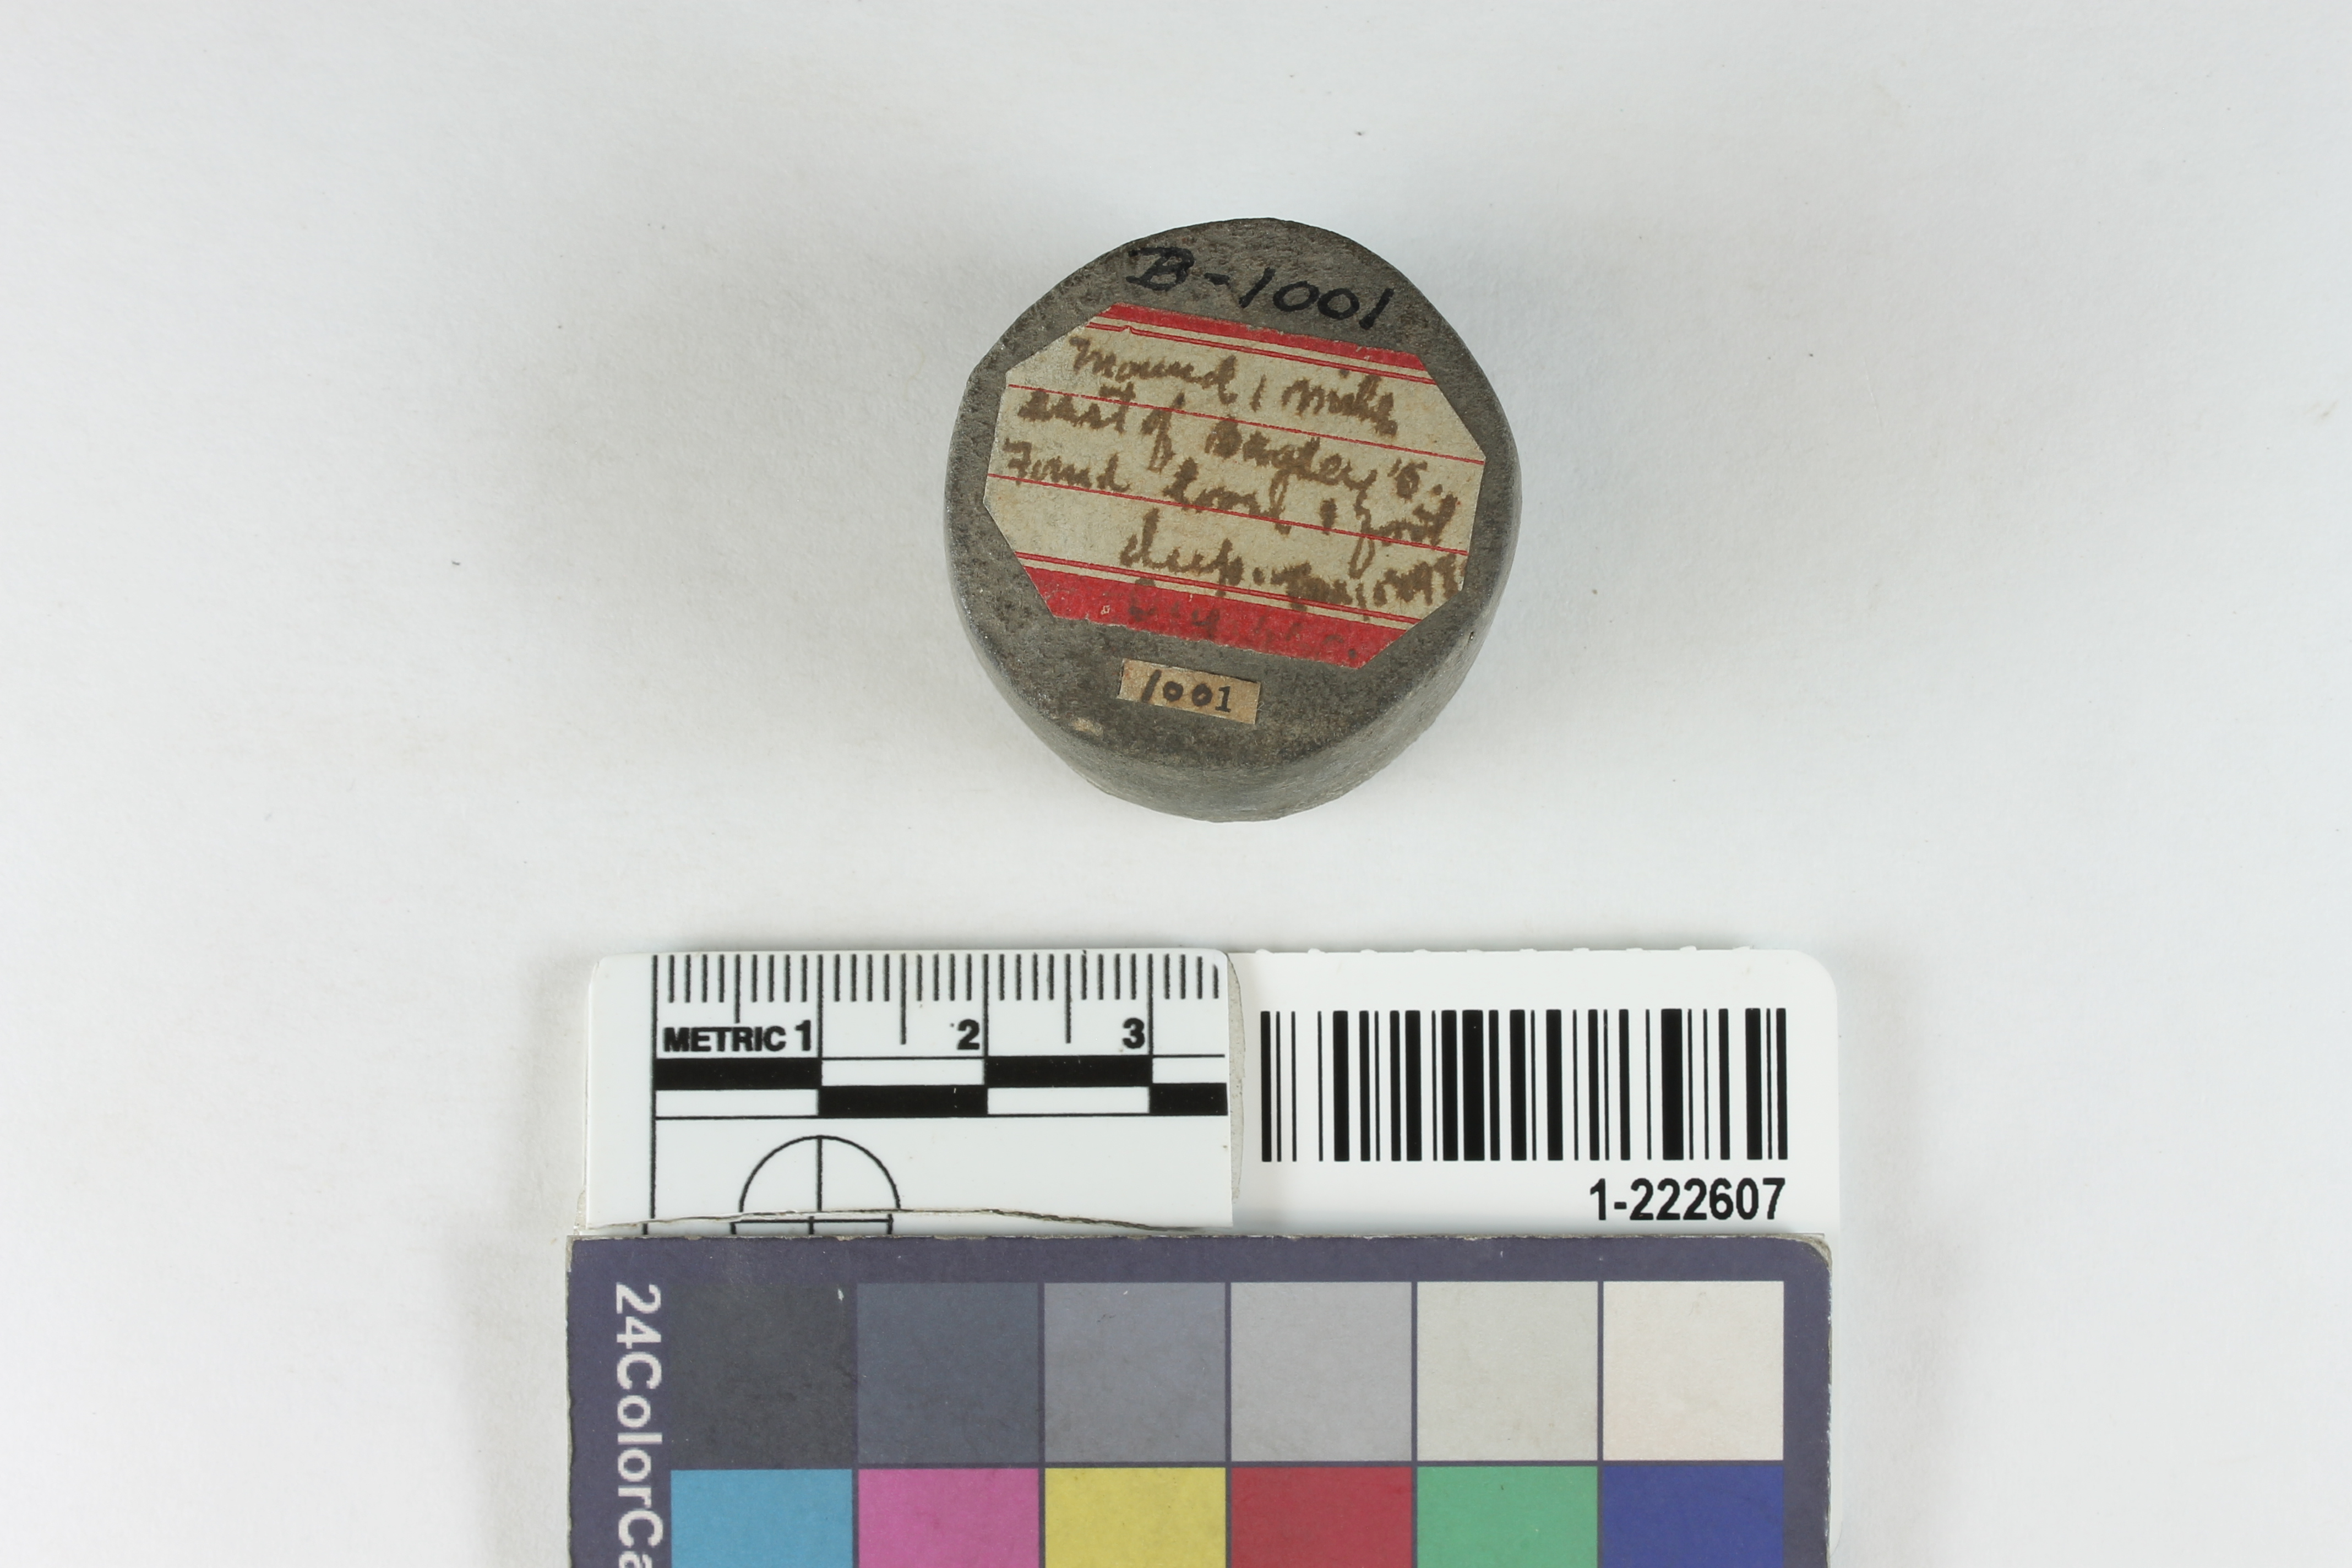 B-1001
Mound 1 mile
east of Bagley's.
Found loose 1 foot
deep.
1001
METRIC 1 2 3
1-222607
24ColorCa